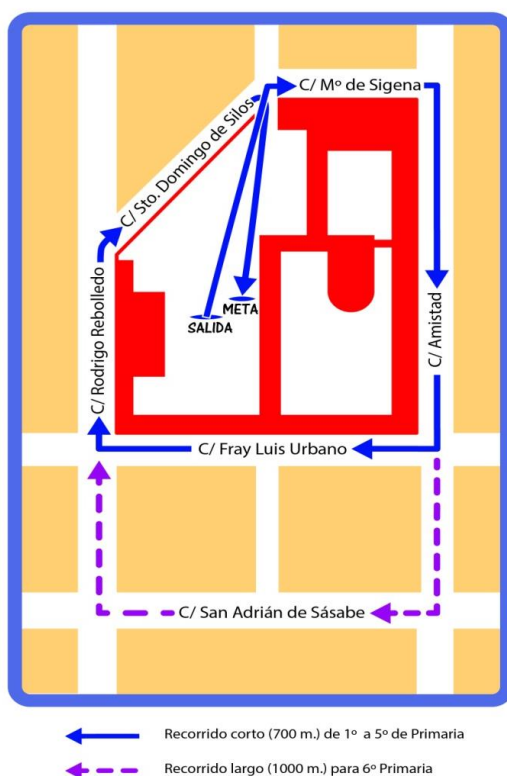 C/ Mº de Sigena
C/ Sto. Domingo de Silos
META
SALIDA
C/ Rodrigo Rebolledo
C/ Amistad
C/ Fray Luis Urbano
C/ San Adrián de Sásabe
Recorrido corto (700 m.) de 1º a 5º de Primaria
Recorrido largo (1000 m.) para 6º Primaria